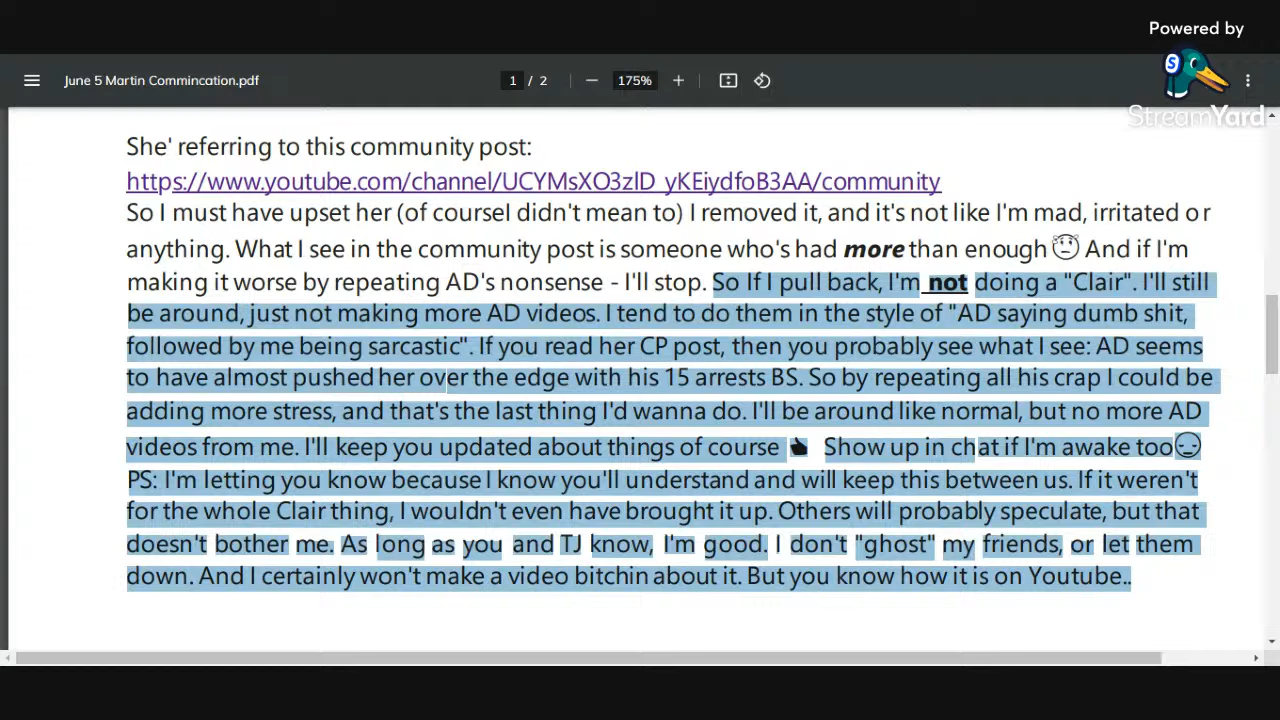 Powered by
StreamYard
June 5 Martin Commincation.pdf
1 / 2
175%
She' referring to this community post:
https://www.youtube.com/channel/UCYMsXO3zlD_yKEiydfoB3AA/community
So I must have upset her (of courseI didn't mean to) I removed it, and it's not like I'm mad, irritated or
anything. What I see in the community post is someone who's had more than enough And if I'm
making it worse by repeating AD's nonsense - I'll stop. So If I pull back, I'm not doing a "Clair". I'll still
be around, just not making more AD videos. I tend to do them in the style of "AD saying dumb shit,
followed by me being sarcastic". If you read her CP post, then you probably see what I see: AD seems
to have almost pushed her over the edge with his 15 arrests BS. So by repeating all his crap I could be
adding more stress, and that's the last thing I'd wanna do. I'll be around like normal, but no more AD
videos from me. I'll keep you updated about things of course 👍 Show up in chat if I'm awake too
PS: I'm letting you know because I know you'll understand and will keep this between us. If it weren't
for the whole Clair thing, I wouldn't even have brought it up. Others will probably speculate, but that
doesn't bother me. As long as you and TJ know, I'm good. I don't "ghost" my friends, or let them
down. And I certainly won't make a video bitchin about it. But you know how it is on Youtube..